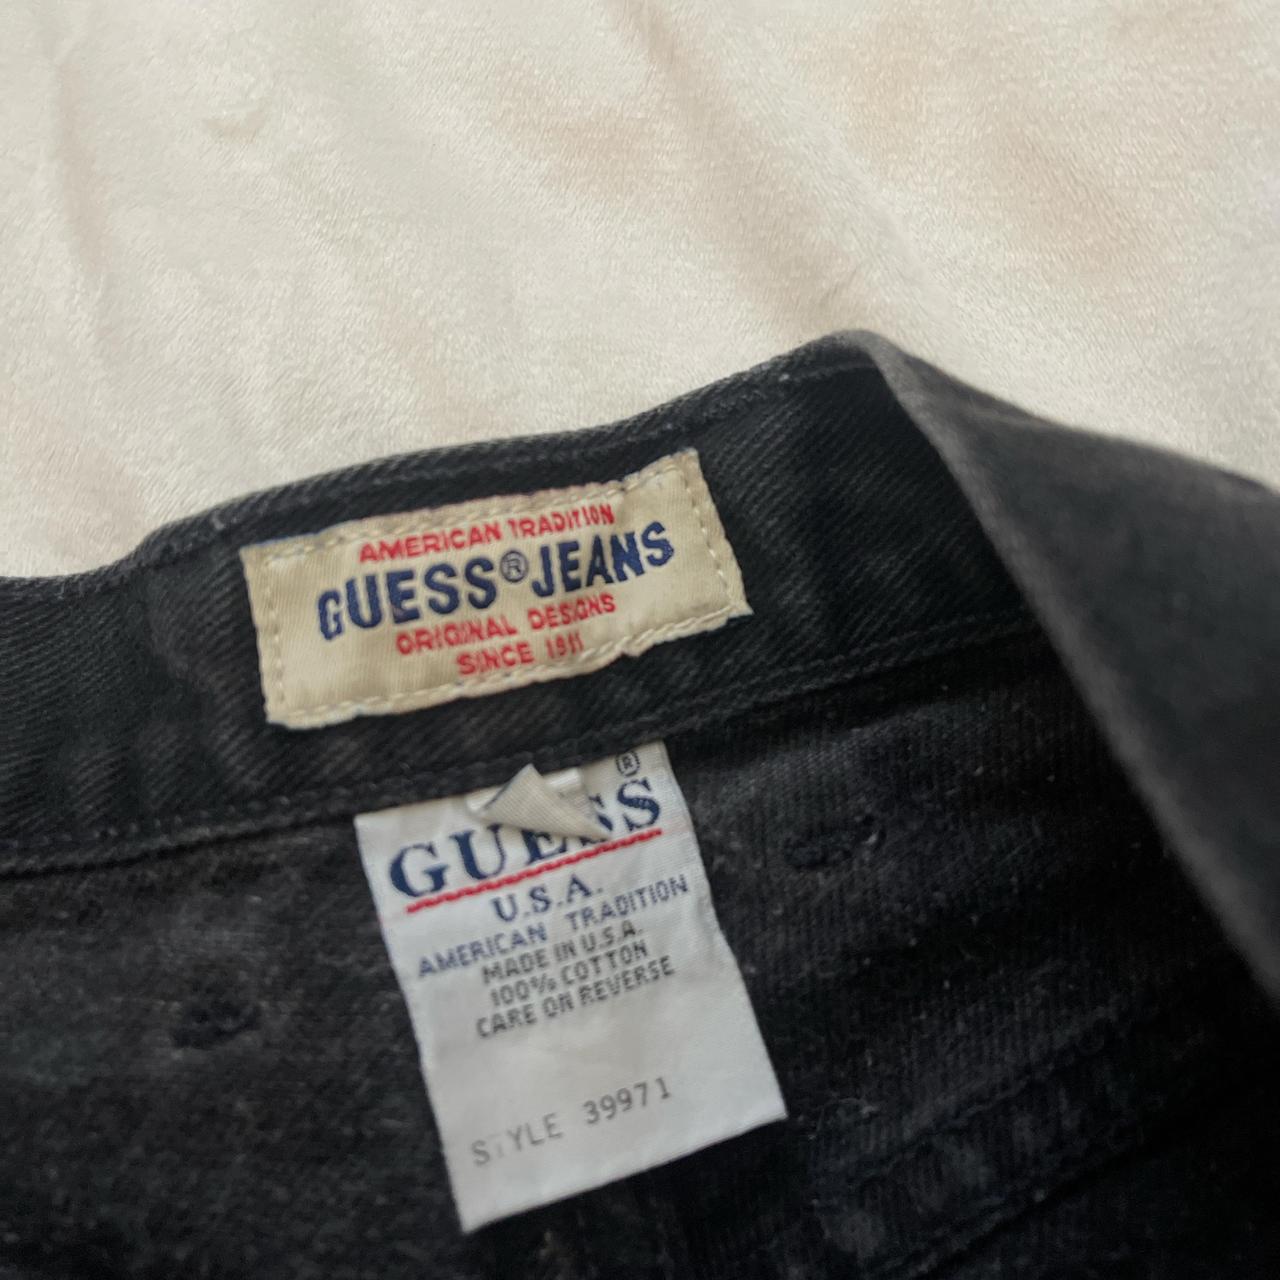 AMERICAN TRADITION
GUESS® JEANS
ORIGINAL DESIGNS
SINCE 1911
GUESS®
U.S.A.
AMERICAN TRADITION
MADE IN U.S.A.
100% COTTON
CARE ON REVERSE
STYLE 39971